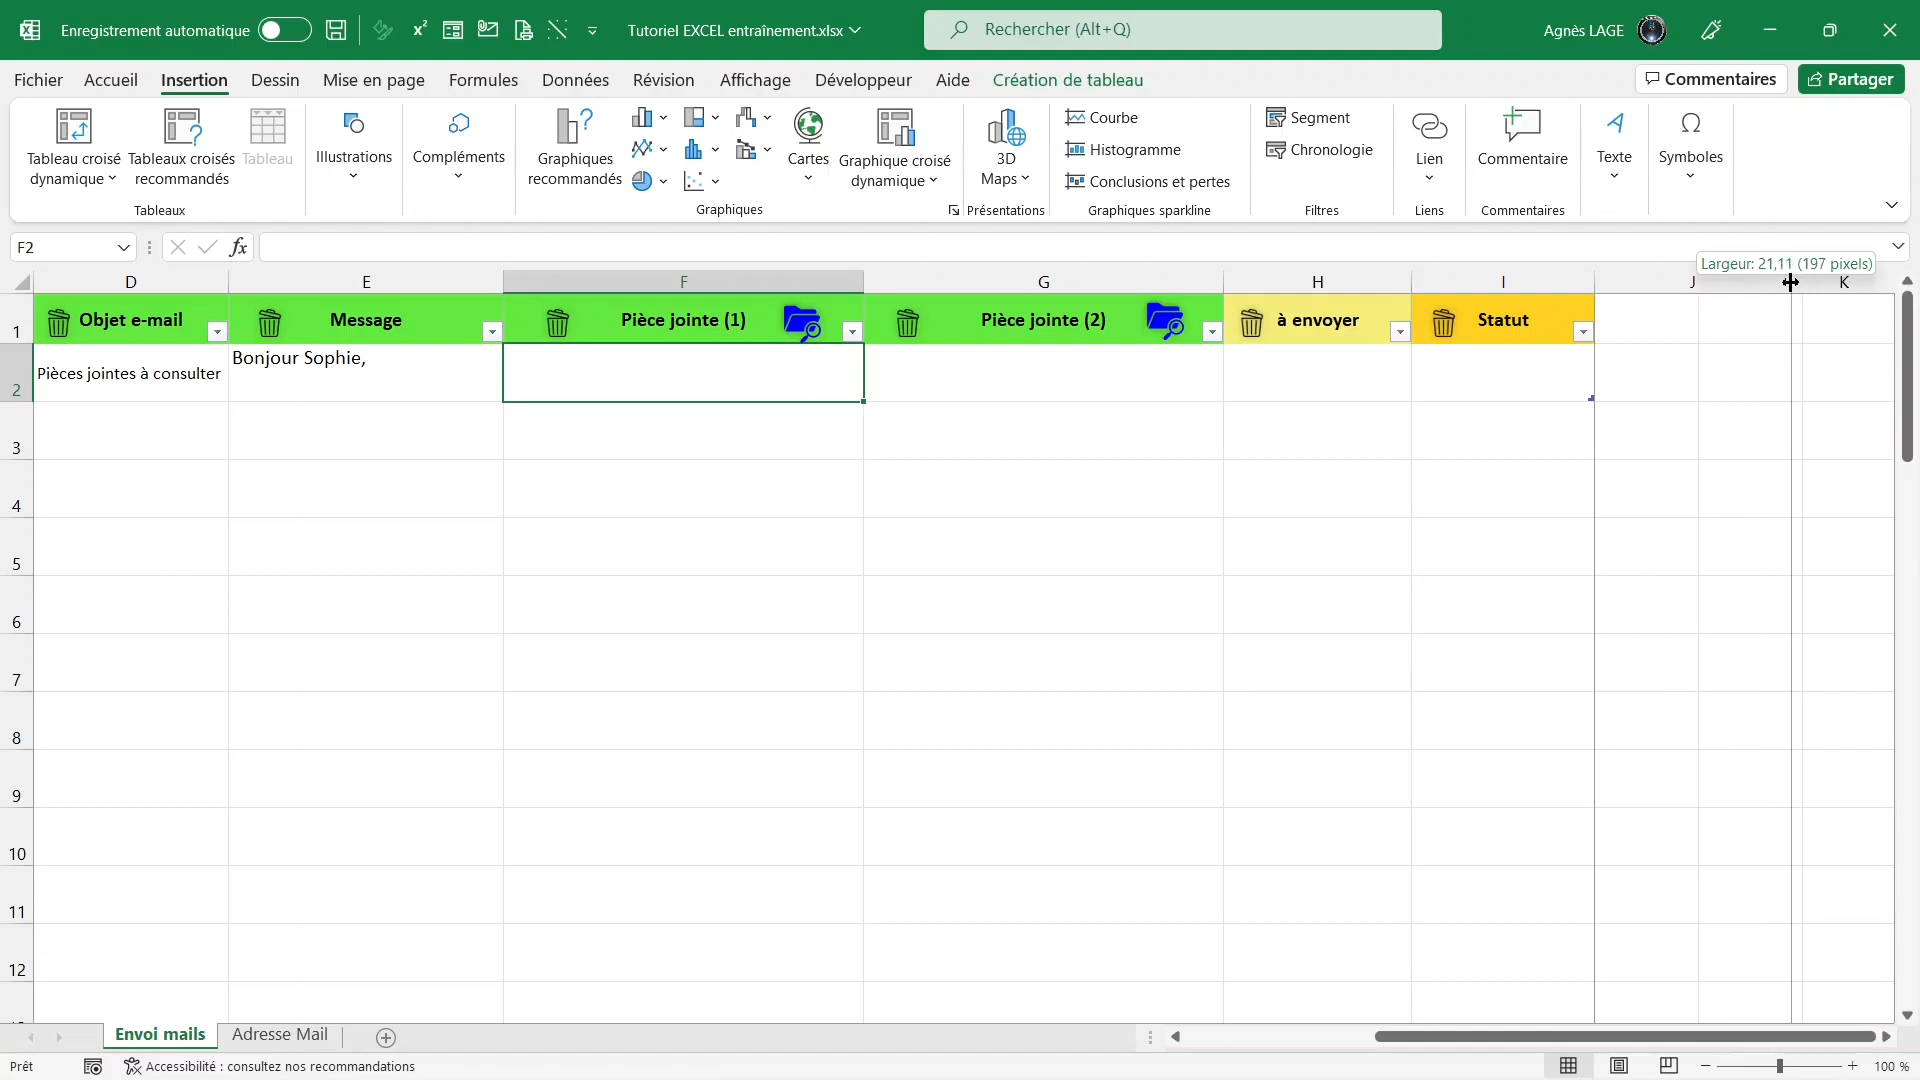 Enregistrement automatique
Tutoriel EXCEL entraînement.xlsx
Rechercher (Alt+Q)
Agnès LAGE
Fichier Accueil Insertion Dessin Mise en page Formules Données Révision Affichage Développeur Aide Création de tableau
Commentaires Partager
Tableau croisé dynamique
Tableaux croisés recommandés
Tableau
Tableaux
Illustrations
Compléments
Graphiques recommandés
Cartes
Graphique croisé dynamique
Graphiques
3D Maps
Présentations
Courbe
Histogramme
Conclusions et pertes
Graphiques sparkline
Segment
Chronologie
Filtres
Lien
Liens
Commentaire
Commentaires
Texte
Symboles
F2
fx
Largeur: 21,11 (197 pixels)
D E F G H I J K
1 Objet e-mail Message Pièce jointe (1) Pièce jointe (2) à envoyer Statut
2 Pièces jointes à consulter Bonjour Sophie,
3
4
5
6
7
8
9
10
11
12
Envoi mails Adresse Mail
Prêt
Accessibilité : consultez nos recommandations
100 %